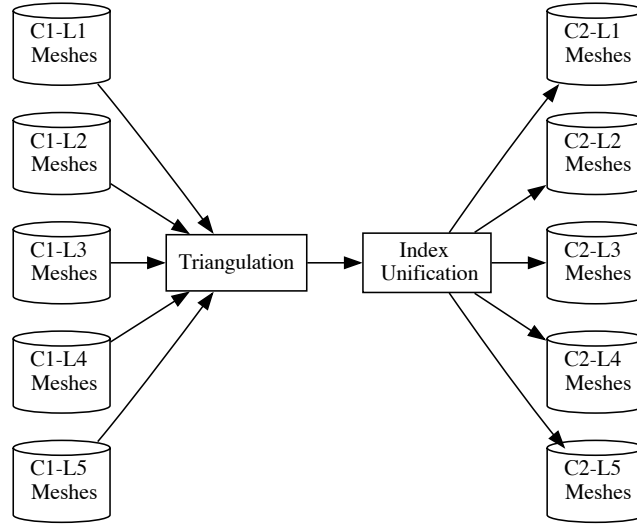 C1-L1
Meshes
C1-L2
Meshes
C1-L3
Meshes
C1-L4
Meshes
C1-L5
Meshes
Triangulation
Index
Unification
C2-L1
Meshes
C2-L2
Meshes
C2-L3
Meshes
C2-L4
Meshes
C2-L5
Meshes